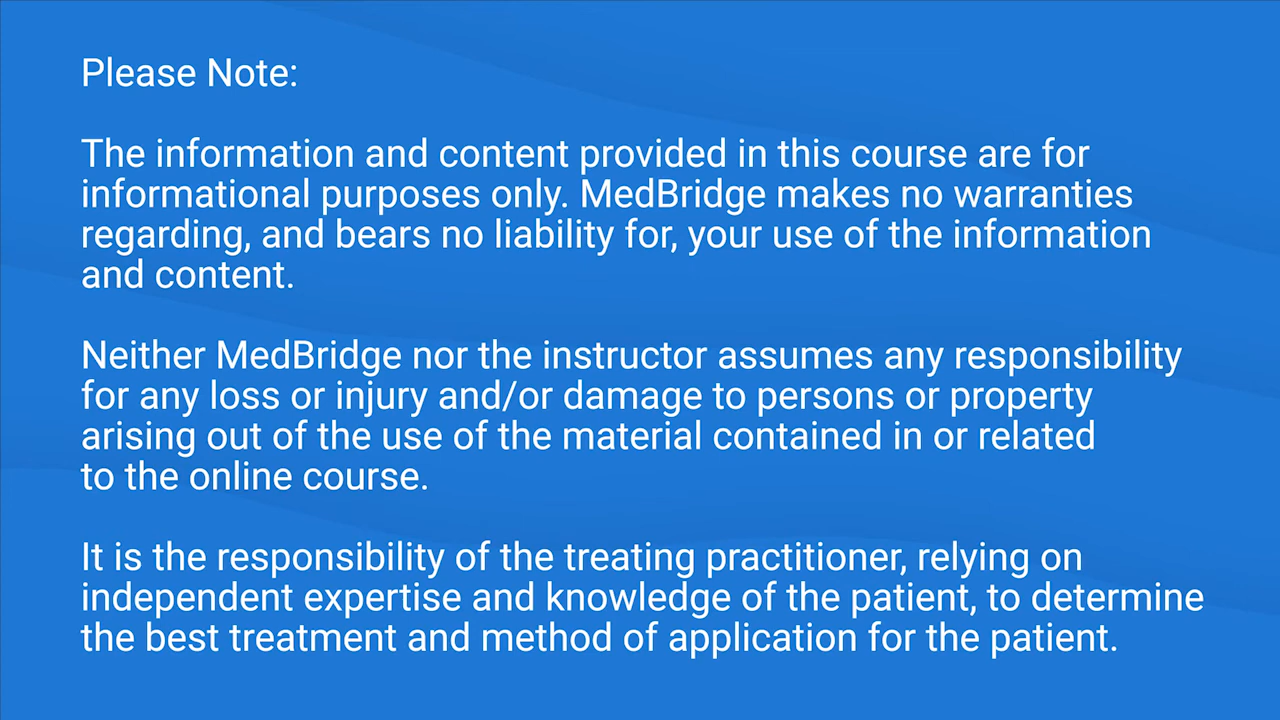 Please Note:
The information and content provided in this course are for
informational purposes only. MedBridge makes no warranties
regarding, and bears no liability for, your use of the information
and content.
Neither MedBridge nor the instructor assumes any responsibility
for any loss or injury and/or damage to persons or property
arising out of the use of the material contained in or related
to the online course.
It is the responsibility of the treating practitioner, relying on
independent expertise and knowledge of the patient, to determine
the best treatment and method of application for the patient.